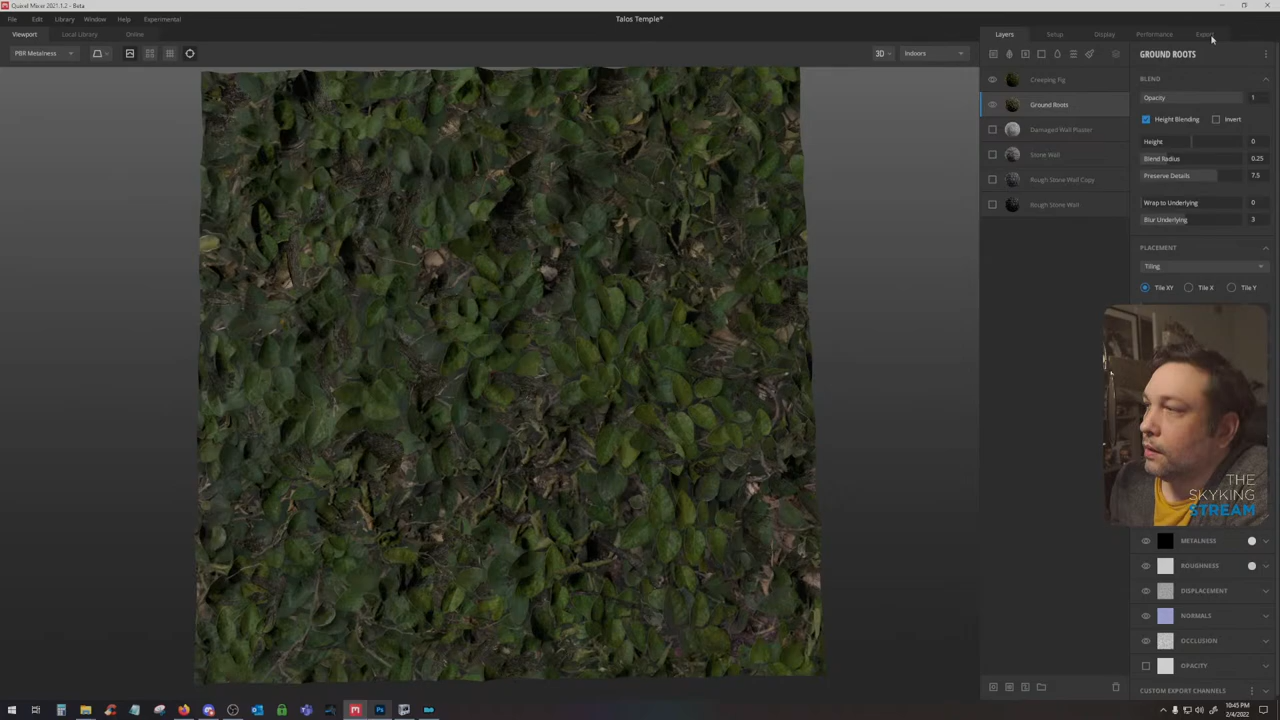 Quixel Mixer 2021.1.2 - Beta
File Edit Library Window Help Experimental
Talos Temple*
Viewport Local Library Online
Layers Setup Display Performance Export
PBR Metalness
3D Indoors
GROUND ROOTS
BLEND
Opacity 1
Height Blending Invert
Height 0
Blend Radius 0.25
Preserve Details 7.5
Wrap to Underlying 0
Blur Underlying 3
PLACEMENT
Tiling
Tile XY Tile X Tile Y
Creeping Fig
Ground Roots
Damaged Wall Plaster
Stone Wall
Rough Stone Wall Copy
Rough Stone Wall
THE
SKYKING
STREAM
METALNESS
ROUGHNESS
DISPLACEMENT
NORMALS
OCCLUSION
OPACITY
CUSTOM EXPORT CHANNELS
10:45 PM
2/4/2022